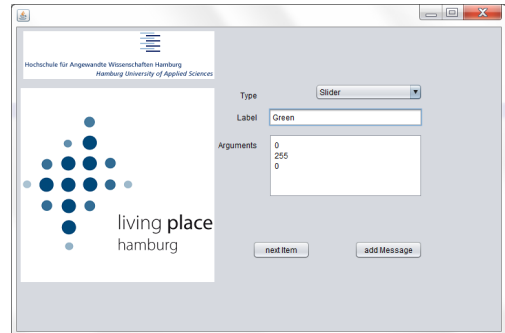 Hochschule für Angewandte Wissenschaften Hamburg
Hamburg University of Applied Sciences
Type
Slider
Label
Green
Arguments
0
255
0
living place
hamburg
next Item
add Message